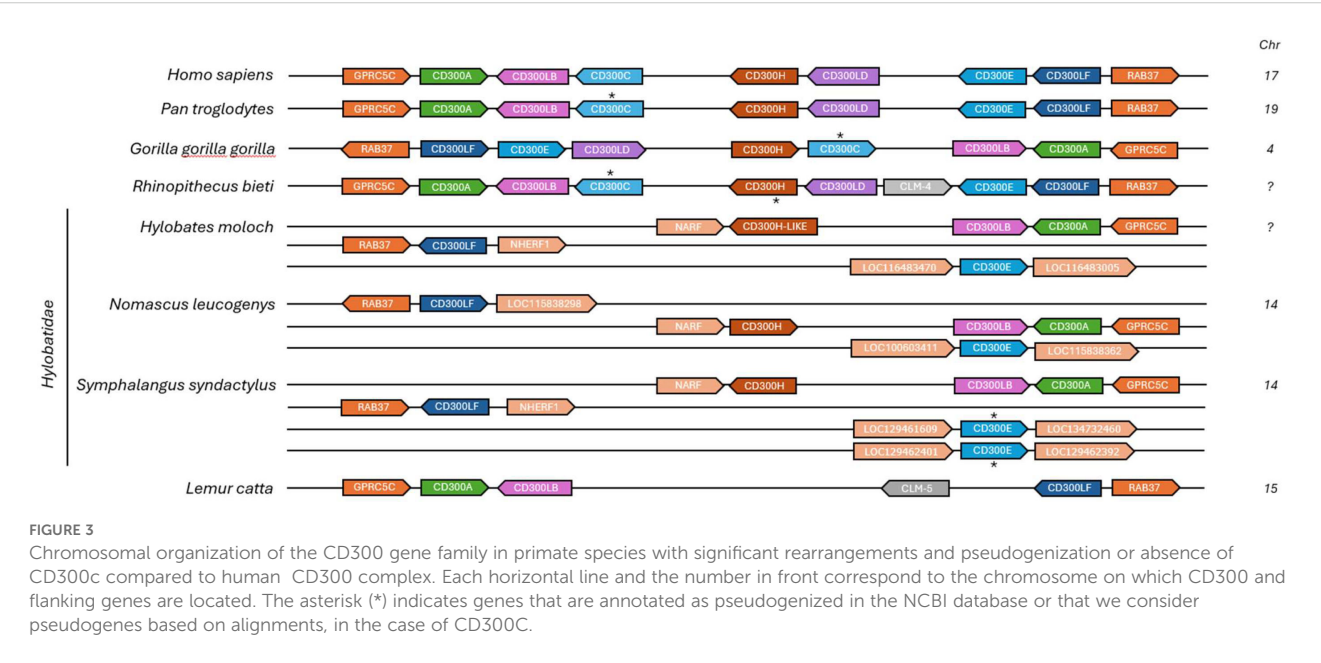 Chr
Homo sapiens GPRC5C CD300A CD300LB CD300C CD300H CD300LD CD300E CD300LF RAB37 17
*
Pan troglodytes GPRC5C CD300A CD300LB CD300C CD300H CD300LD CD300E CD300LF RAB37 19
*
Gorilla gorilla gorilla RAB37 CD300LF CD300E CD300LD CD300H CD300C CD300LB CD300A GPRC5C 4
*
Rhinopithecus bieti GPRC5C CD300A CD300LB CD300C CD300H CD300LD CLM-4 CD300E CD300LF RAB37 ?
*
Hylobates moloch NARF CD300H-LIKE CD300LB CD300A GPRC5C ?
RAB37 CD300LF NHERF1
LOC116483470 CD300E LOC116483005
Hylobatidae
Nomascus leucogenys RAB37 CD300LF LOC115838298 14
NARF CD300H CD300LB CD300A GPRC5C
LOC100603411 CD300E LOC115838362
Symphalangus syndactylus NARF CD300H CD300LB CD300A GPRC5C 14
RAB37 CD300LF NHERF1
*
LOC129461609 CD300E LOC134732460
LOC129462401 CD300E LOC129462392
*
Lemur catta GPRC5C CD300A CD300LB CLM-5 CD300LF RAB37 15
FIGURE 3
Chromosomal organization of the CD300 gene family in primate species with significant rearrangements and pseudogenization or absence of
CD300c compared to human CD300 complex. Each horizontal line and the number in front correspond to the chromosome on which CD300 and
flanking genes are located. The asterisk (*) indicates genes that are annotated as pseudogenized in the NCBI database or that we consider
pseudogenes based on alignments, in the case of CD300C.